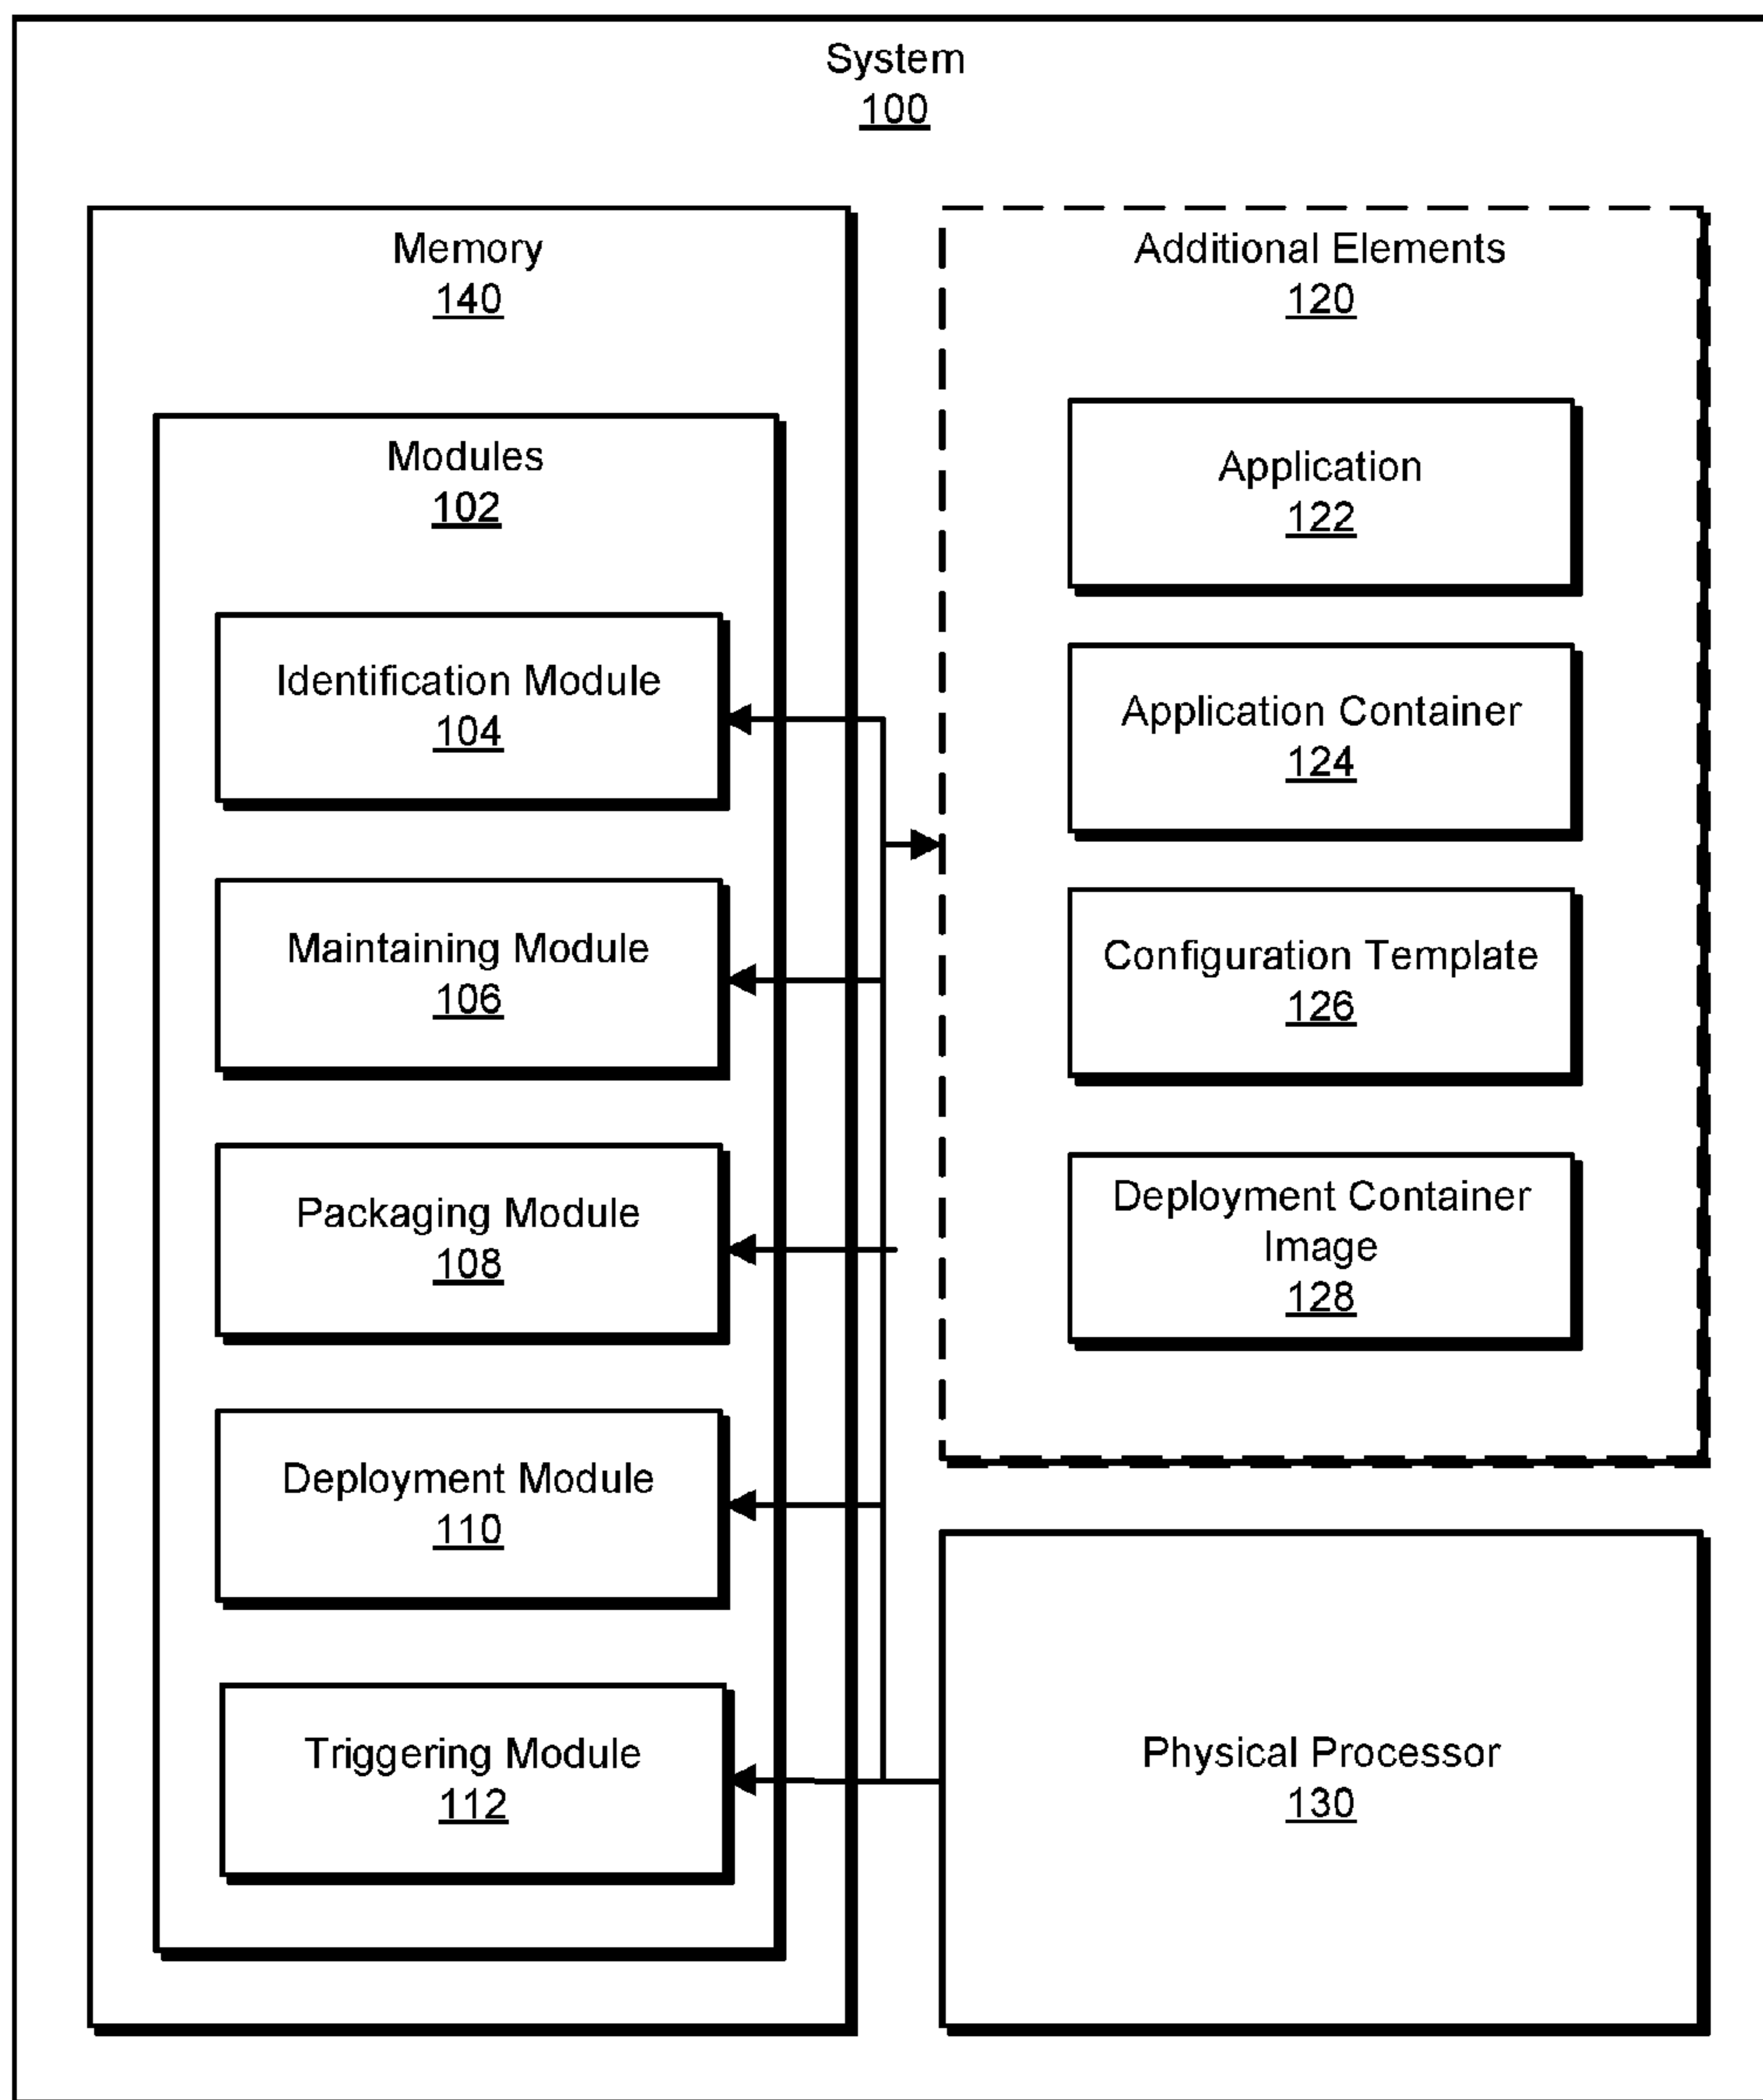 System
100
Memory
140
Modules
102
Identification Module
104
Maintaining Module
106
Packaging Module
108
Deployment Module
110
Triggering Module
112
Additional Elements
120
Application
122
Application Container
124
Configuration Template
126
Deployment Container
Image
128
Physical Processor
130